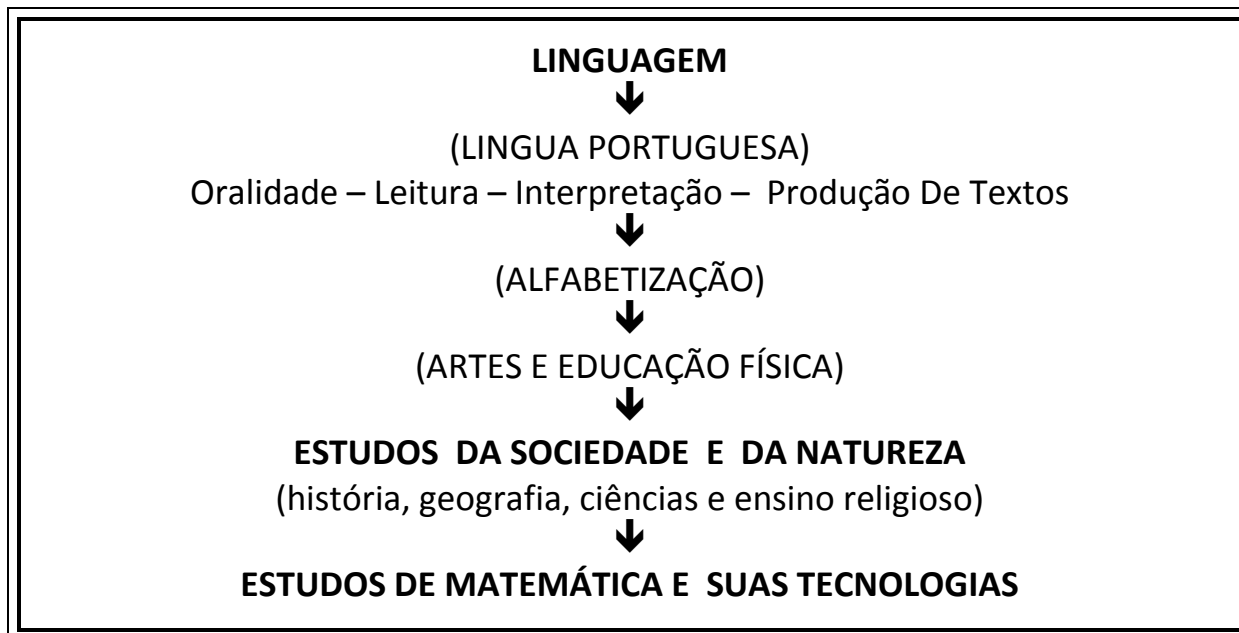 LINGUAGEM
🡻
(LINGUA PORTUGUESA)
Oralidade – Leitura – Interpretação – Produção De Textos
🡻
(ALFABETIZAÇÃO)
🡻
(ARTES E EDUCAÇÃO FÍSICA)
🡻
ESTUDOS DA SOCIEDADE E DA NATUREZA
(história, geografia, ciências e ensino religioso)
🡻
ESTUDOS DE MATEMÁTICA E SUAS TECNOLOGIAS